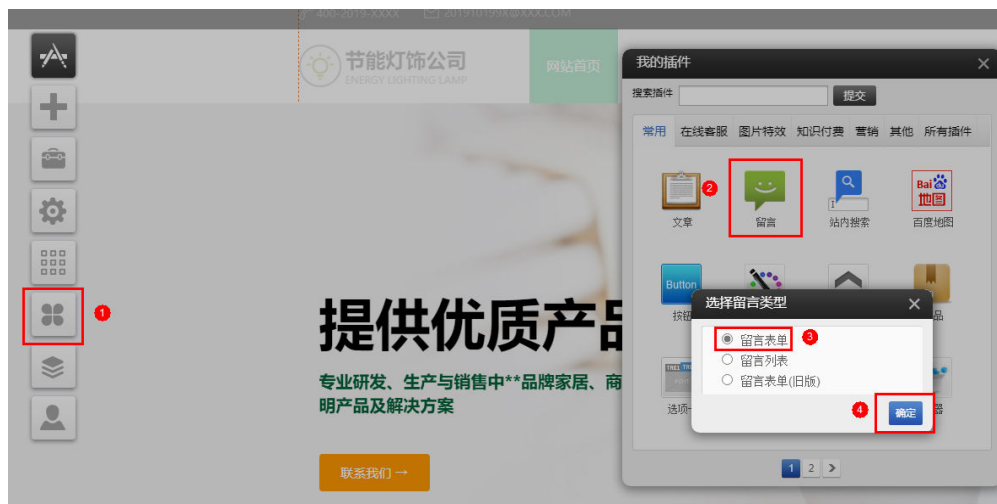 400-2019-XXXX 201910199X@XXX.COM
节能灯饰公司
ENERGY LIGHTING LAMP
网站首页
我的插件
搜索插件 提交
常用 在线客服 图片特效 知识付费 营销 其他 所有插件
1
2
Bai
地图
文章 留言 站内搜索 百度地图
Button
选择留言类型
留言表单
3
留言列表
留言表单(旧版)
4
确定
提供优质产品
专业研发、生产与销售中**品牌家居、商
明产品及解决方案
联系我们→
1 2 >